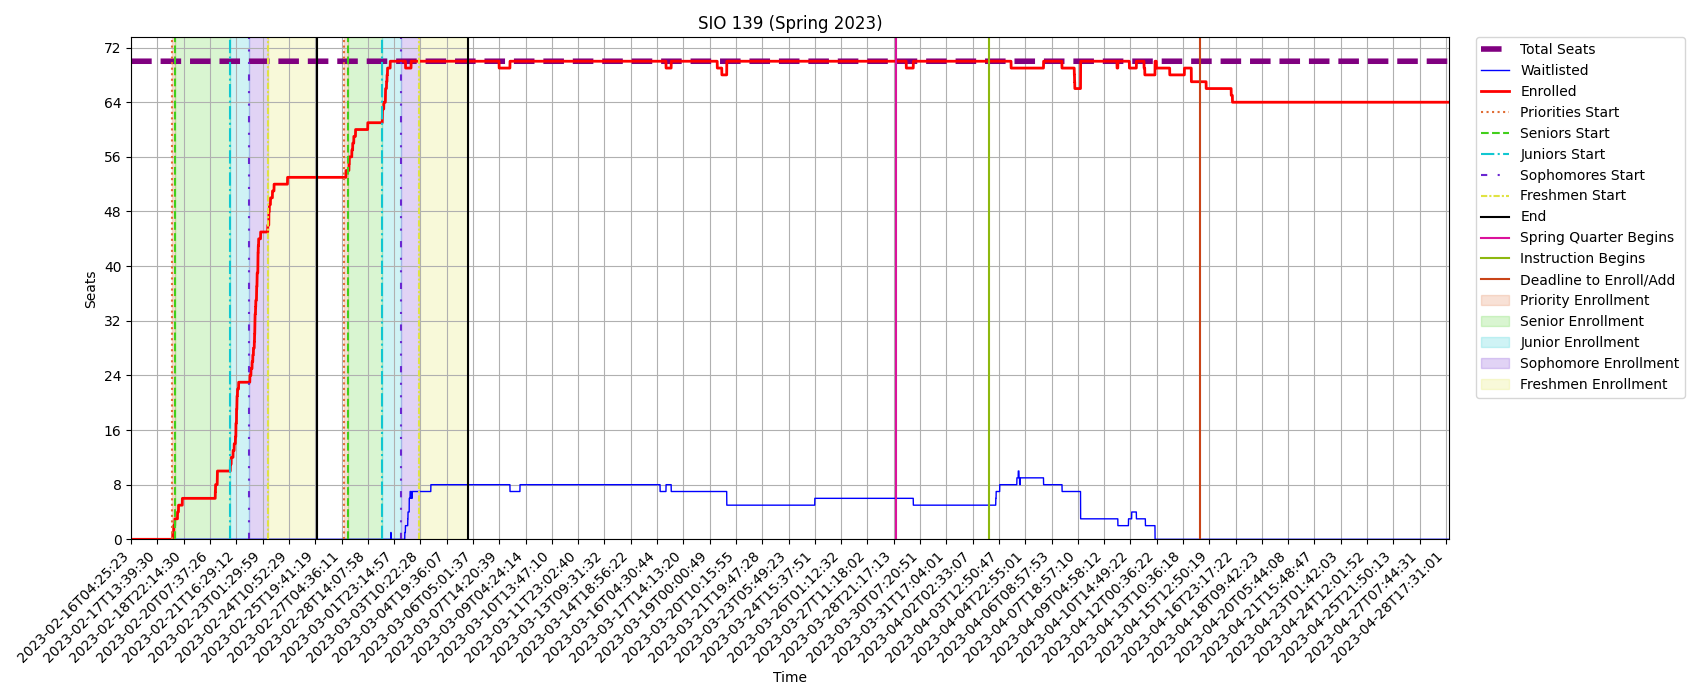 SIO 139 (Spring 2023)
Seats
72
64
56
48
40
32
24
16
8
0
2023-02-16T04:25:23
2023-02-17T13:39:30
2023-02-18T22:14:30
2023-02-20T07:37:26
2023-02-21T16:29:12
2023-02-23T01:29:59
2023-02-24T10:52:29
2023-02-25T19:41:19
2023-02-27T04:36:11
2023-02-28T14:07:58
2023-03-01T23:14:57
2023-03-03T10:22:28
2023-03-04T19:36:07
2023-03-06T05:01:37
2023-03-07T14:20:39
2023-03-09T04:24:14
2023-03-10T13:47:10
2023-03-11T23:02:40
2023-03-13T09:31:32
2023-03-14T18:56:22
2023-03-16T04:30:44
2023-03-17T14:13:20
2023-03-19T00:00:49
2023-03-20T10:15:55
2023-03-21T19:47:28
2023-03-23T05:49:23
2023-03-24T15:37:51
2023-03-26T01:12:32
2023-03-27T11:18:02
2023-03-28T21:17:13
2023-03-30T07:20:51
2023-03-31T17:04:01
2023-04-02T02:33:07
2023-04-03T12:50:47
2023-04-04T22:55:01
2023-04-06T08:57:53
2023-04-07T18:57:10
2023-04-09T04:58:12
2023-04-10T14:49:22
2023-04-12T00:36:22
2023-04-13T10:36:18
2023-04-15T12:50:19
2023-04-16T23:17:22
2023-04-18T09:42:23
2023-04-20T05:44:08
2023-04-21T15:48:47
2023-04-23T01:42:03
2023-04-24T12:01:52
2023-04-25T21:50:13
2023-04-27T07:44:31
2023-04-28T17:31:01
Time
Total Seats
Waitlisted
Enrolled
Priorities Start
Seniors Start
Juniors Start
Sophomores Start
Freshmen Start
End
Spring Quarter Begins
Instruction Begins
Deadline to Enroll/Add
Priority Enrollment
Senior Enrollment
Junior Enrollment
Sophomore Enrollment
Freshmen Enrollment